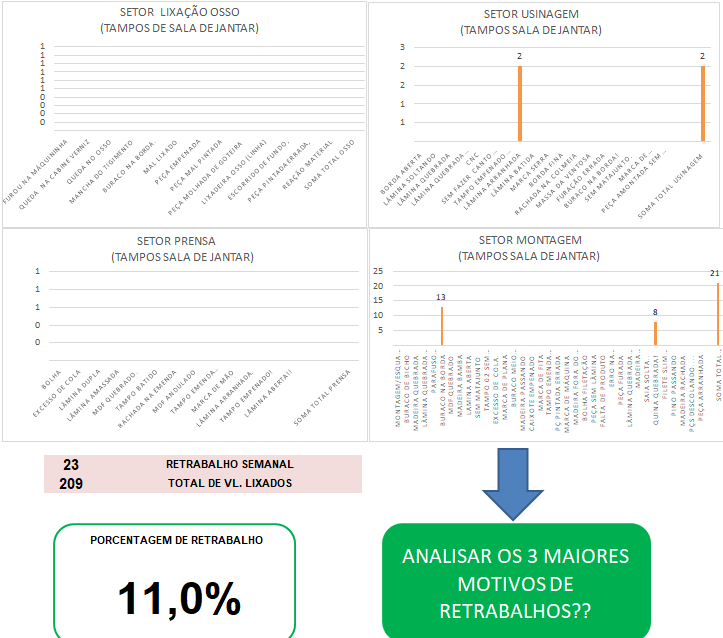 SETOR LIXAÇÃO OSSO
(TAMPOS DE SALA DE JANTAR)
1
1
1
1
1
1
0
0
0
0
FUROU NA MÁQUININHA
QUEDA NA CABINE VERNIZ
QUEDA NO OSSO
MANCHA DO TIGIMENTO
BURACO NA BORDA..
MAL LIXADO
PEÇA EMPENADA
PEÇA MAL PINTADA
PEÇA MOLHADA DE GOTEIRA
LIXADEIRA OSSO (LINHA)
ESCORRIDO DE FUNDO,
PEÇA PINTADA ERRADA,
REAÇÃO MATERIAL
SOMA TOTAL OSSO
SETOR USINAGEM
(TAMPOS SALA DE JANTAR)
3
2
2
1
1
2
2
BORDA ABERTA
LÂMINA SOLTANDO
LÂMINA QUEBRADA
LÂMINA QUEBRADA ..
CNC
SEM FAZER CANTO..
TAMPO EMPENADO..
LÂMINA ARRANHADA
LÂMINA BATIDA
MARCA SERRA
BORDA FINA
RACHADA NA COLMEIA
MASSA DA VENTOSA
FURAÇÃO ERRADA
BURACO NA BORDA!
SEM MATAJUNTO..
MARCA DE..
PEÇA AMONTADA SEM..
SOMA TOTAL USINAGEM
SETOR PRENSA
(TAMPOS SALA DE JANTAR)
1
1
1
0
0
BOLHA
EXCESSO DE COLA
LÂMINA DUPLA
LÂMINA AMASSADA
MDF QUEBRADO..
TAMPO BATIDO
RACHADA NA EMENDA
MDF ANDULADO
TAMPO EMENDA..
MARCA DE MÃO
LÂMINA ARRANHADA.
TAMPO EMPENADO!
LÂMINA ABERTA!!
SOMA TOTAL PRENSA
SETOR MONTAGEM
(TAMPOS SALA DE JANTAR)
25
20
15
10
5
13
8
21
MONTAGEM/ESQUA..
BURACO DE BICHO
MADEIRA QUEBRADA
LÂMINA QUEBRADA..
PARAFUSO..
BURACO NA BORDA
MDF QUEBRADO
MADEIRA BAMBA
LAMINA ABERTA
SEM MATAJUNTO
TAMPO 02 SEM..
EXCESSO DE COLA
MARCA DE PLAINA
BURACO MEIO..
MADEIRA PASSANDO
CAIXOTE EMPENADO
MARCA DE FITA
TAMPO EMENDA..
PÇ PINTADA ERRADA
MARCA DE MÁQUINA
MADEIRA FORA DO..
BOLHA FILETAÇÃO
PEÇA SEM LÂMINA
FALTA DE PRODUTO
ERRO NA..
PEÇA FURADA
LÂMINA QUEBRADA
MADEIRA..
SAIA SOLTA..
QUINA QUEBRADA!
FILETE SLIM..
PINO PASSANDO
MADEIRA RACHADA
PÇS DESCOLANDO...
PEÇA ARRANHADA
SOMA TOTAL..
23 RETRABALHO SEMANAL
209 TOTAL DE VL. LIXADOS
PORCENTAGEM DE RETRABALHO
11,0%
ANALISAR OS 3 MAIORES
MOTIVOS DE
RETRABALHOS??